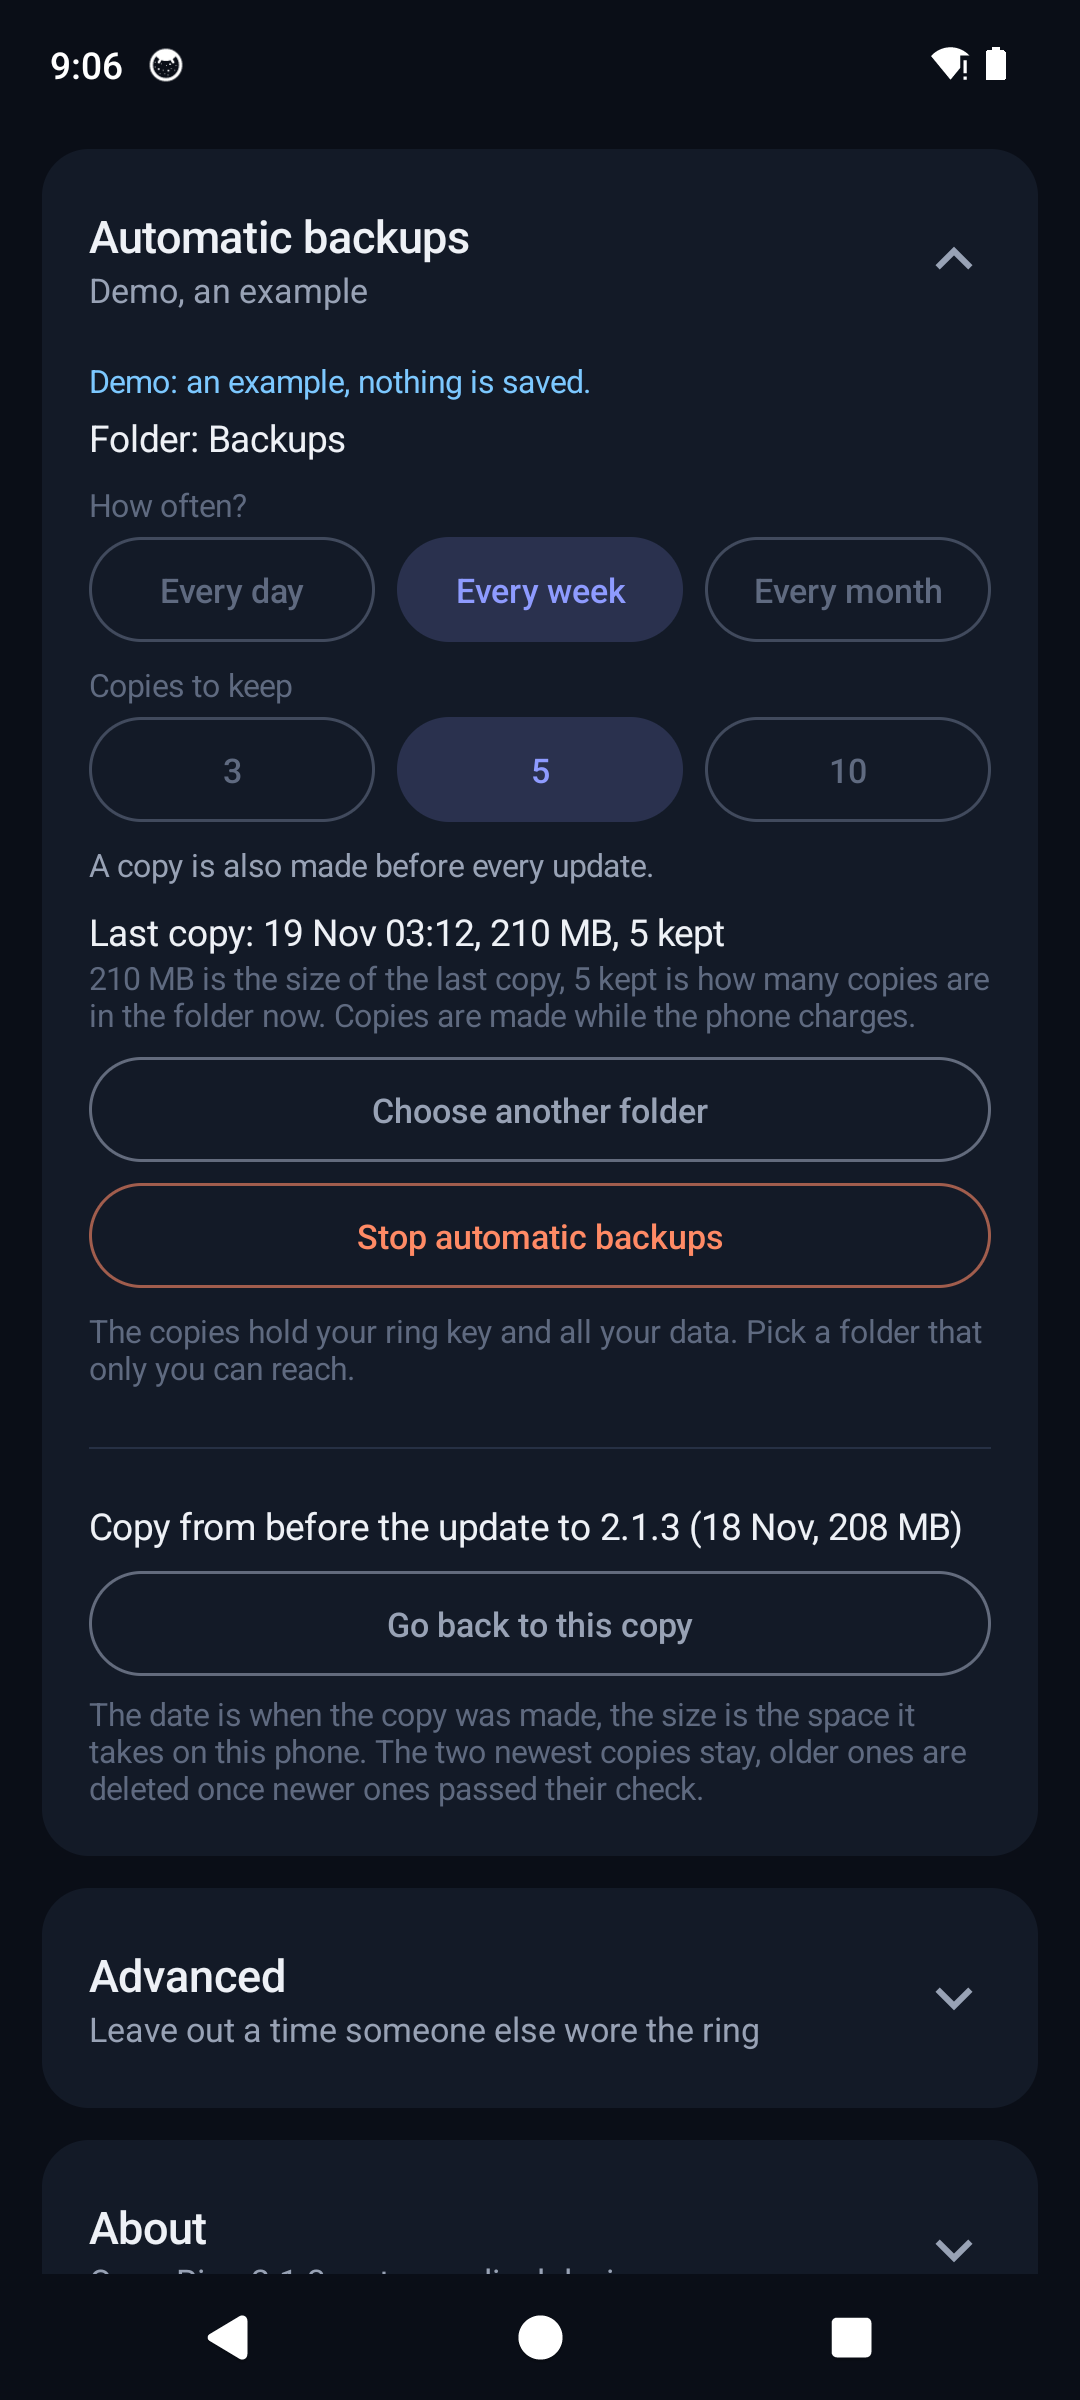 9:06
Automatic backups
Demo, an example
Demo: an example, nothing is saved.
Folder: Backups
How often?
Every day
Every week
Every month
Copies to keep
3
5
10
A copy is also made before every update.
Last copy: 19 Nov 03:12, 210 MB, 5 kept
210 MB is the size of the last copy, 5 kept is how many copies are
in the folder now. Copies are made while the phone charges.
Choose another folder
Stop automatic backups
The copies hold your ring key and all your data. Pick a folder that
only you can reach.
Copy from before the update to 2.1.3 (18 Nov, 208 MB)
Go back to this copy
The date is when the copy was made, the size is the space it
takes on this phone. The two newest copies stay, older ones are
deleted once newer ones passed their check.
Advanced
Leave out a time someone else wore the ring
About